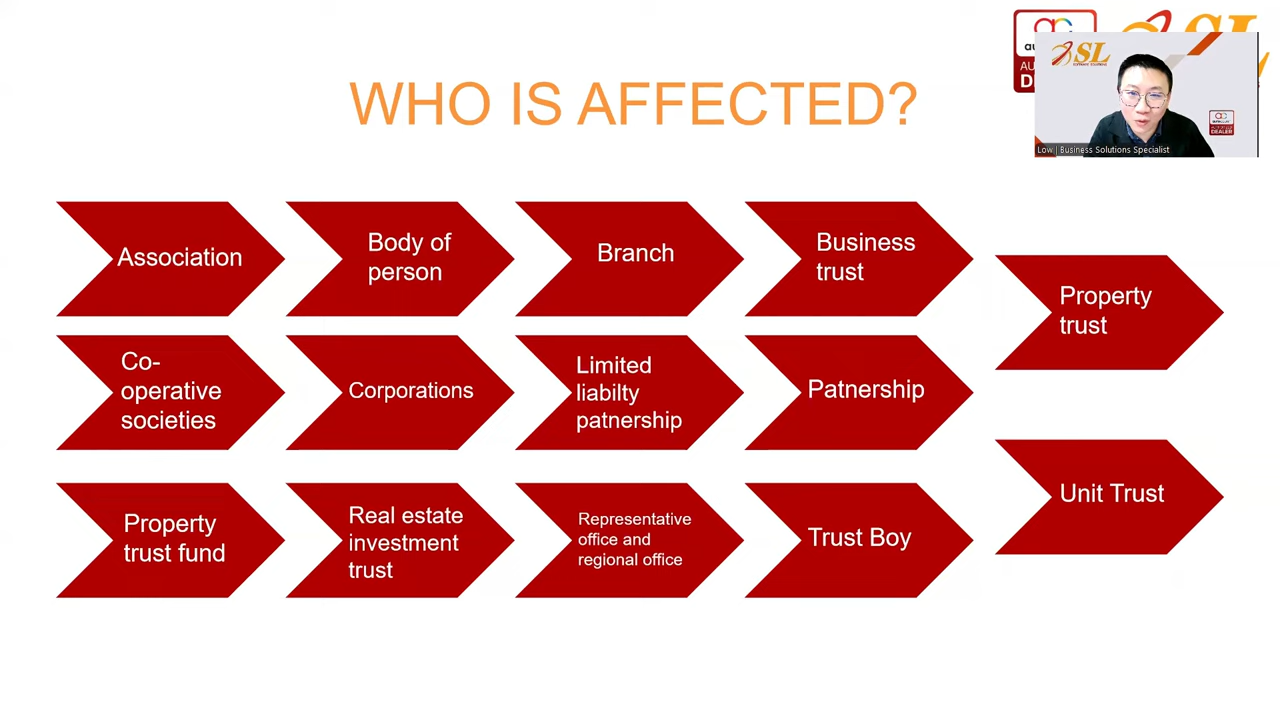 WHO IS AFFECTED?
SL
Low | Business Solutions Specialist
Association
Body of
person
Branch
Business
trust
Property
trust
Co-
operative
societies
Corporations
Limited
liabilty
patnership
Patnership
Property
trust fund
Real estate
investment
trust
Representative
office and
regional office
Trust Boy
Unit Trust